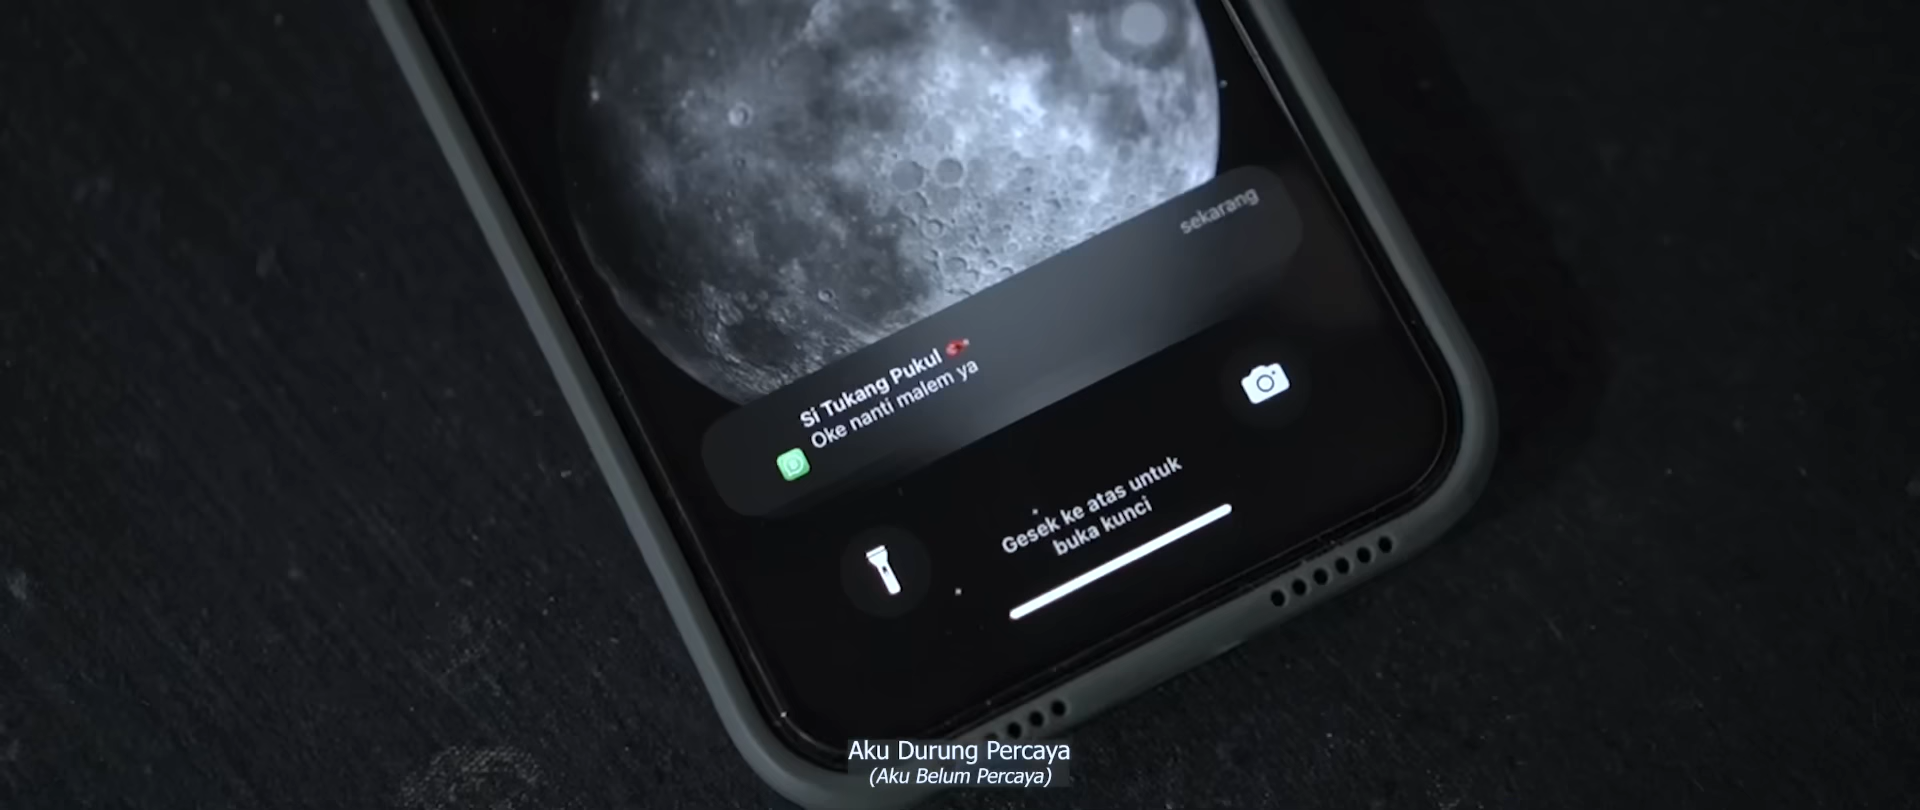 sekarang
Si Tukang Pukul
Oke nanti malem ya
Gesek ke atas untuk
buka kunci
Aku Durung Percaya
(Aku Belum Percaya)